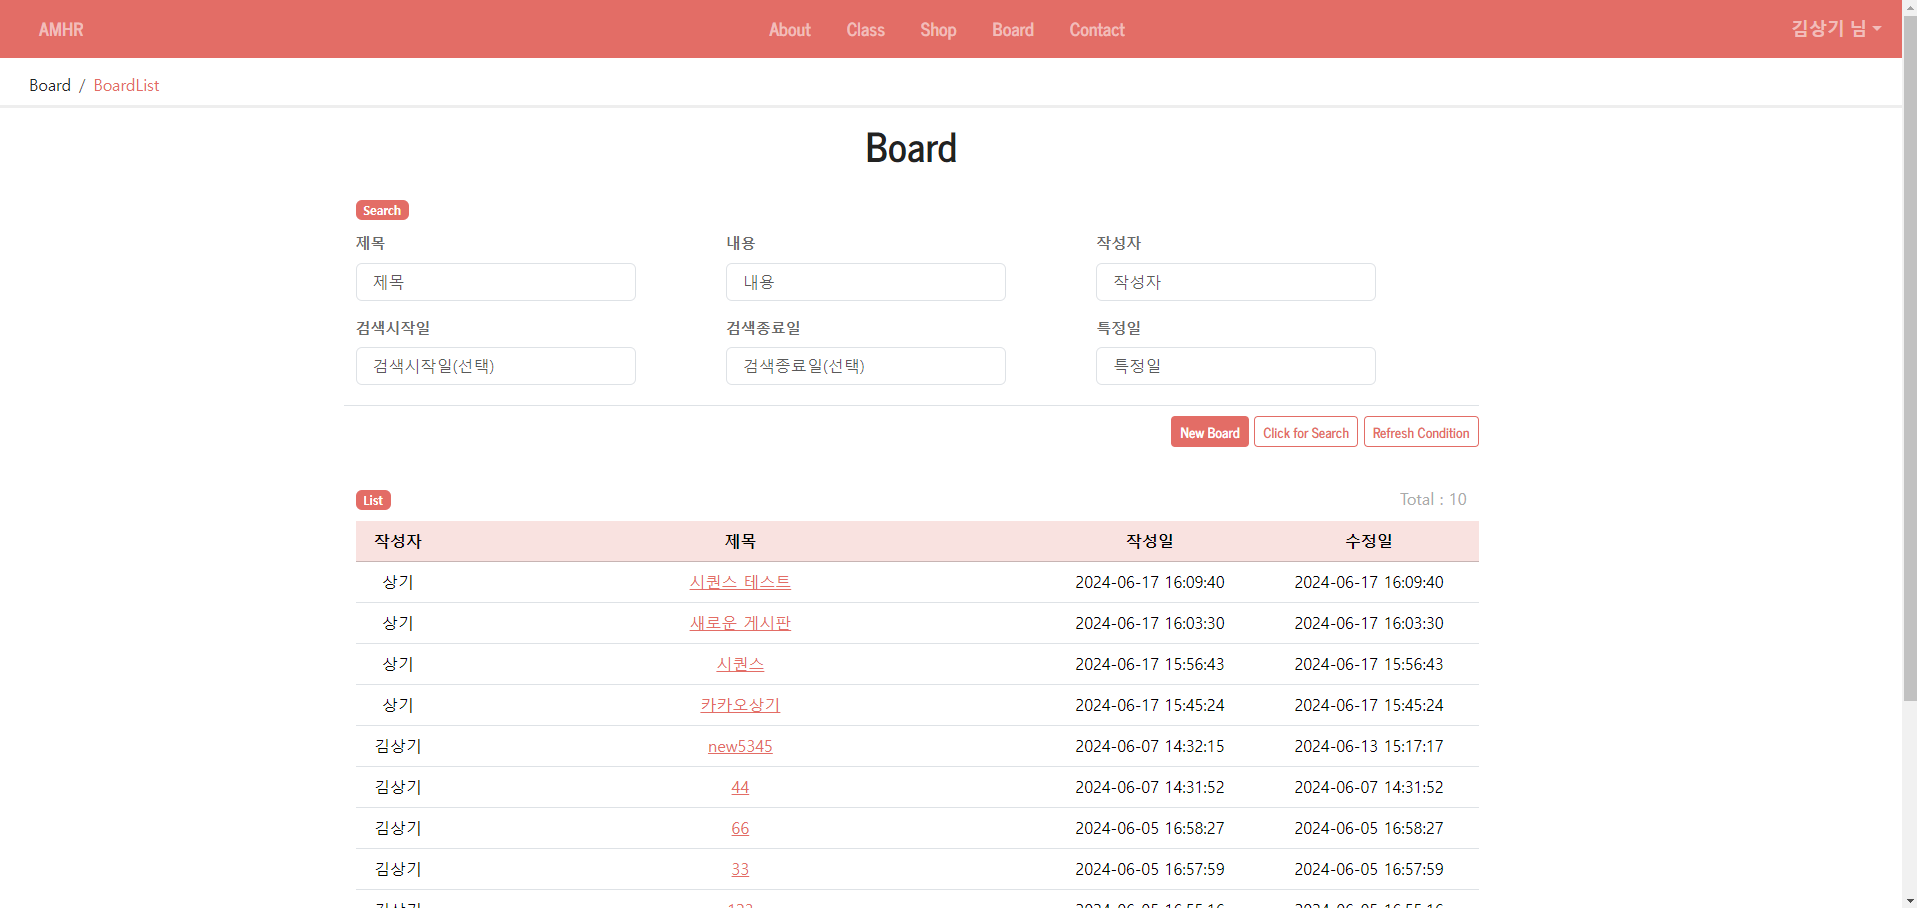 AMHR About Class Shop Board Contact 김상기 님
Board / BoardList
Board
Search
제목 내용 작성자
제목 내용 작성자
검색시작일 검색종료일 특정일
검색시작일(선택) 검색종료일(선택) 특정일
New Board Click for Search Refresh Condition
List Total : 10
작성자 제목 작성일 수정일
상기 시퀀스 테스트 2024-06-17 16:09:40 2024-06-17 16:09:40
상기 새로운 게시판 2024-06-17 16:03:30 2024-06-17 16:03:30
상기 시퀀스 2024-06-17 15:56:43 2024-06-17 15:56:43
상기 카카오상기 2024-06-17 15:45:24 2024-06-17 15:45:24
김상기 new5345 2024-06-07 14:32:15 2024-06-13 15:17:17
김상기 44 2024-06-07 14:31:52 2024-06-07 14:31:52
김상기 66 2024-06-05 16:58:27 2024-06-05 16:58:27
김상기 33 2024-06-05 16:57:59 2024-06-05 16:57:59